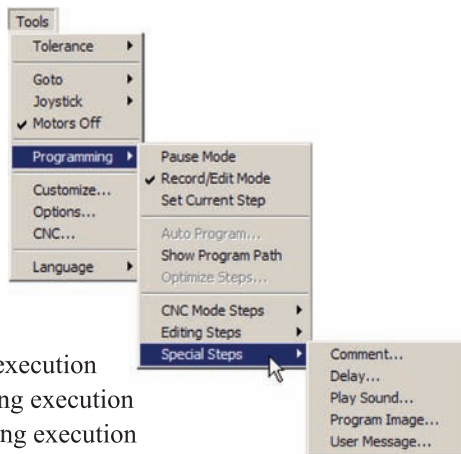 Tools
Tolerance
Goto
Joystick
Motors Off
Programming
Customize...
Options...
CNC...
Language
Pause Mode
Record/Edit Mode
Set Current Step
Auto Program...
Show Program Path
Optimize Steps...
CNC Mode Steps
Editing Steps
Special Steps
Comment...
Delay...
Play Sound...
Program Image...
User Message...
execution
ng execution
ng execution